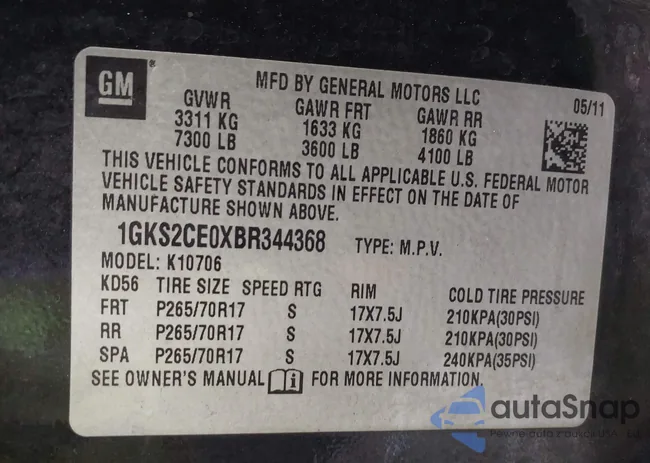 GM®
MFD BY GENERAL MOTORS LLC
GVWR GAWR FRT GAWR RR 05/11
3311 KG 1633 KG 1860 KG
7300 LB 3600 LB 4100 LB
THIS VEHICLE CONFORMS TO ALL APPLICABLE U.S. FEDERAL MOTOR
VEHICLE SAFETY STANDARDS IN EFFECT ON THE DATE OF
MANUFACTURE SHOWN ABOVE.
1GKS2CE0XBR344368 TYPE: M.P.V.
MODEL: K10706
KD56 TIRE SIZE SPEED RTG RIM COLD TIRE PRESSURE
FRT P265/70R17 S 17X7.5J 210KPA(30PSI)
RR P265/70R17 S 17X7.5J 210KPA(30PSI)
SPA P265/70R17 S 17X7.5J 240KPA(35PSI)
SEE OWNER'S MANUAL FOR MORE INFORMATION.
autaSnap